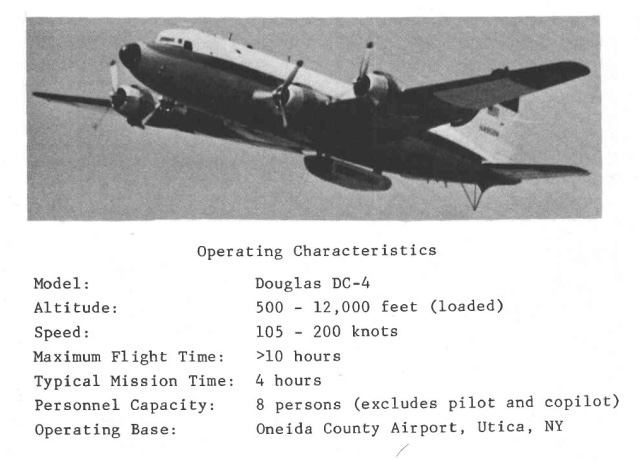 Operating Characteristics
Model: Douglas DC-4
Altitude: 500 - 12,000 feet (loaded)
Speed: 105 - 200 knots
Maximum Flight Time: >10 hours
Typical Mission Time: 4 hours
Personnel Capacity: 8 persons (excludes pilot and copilot)
Operating Base: Oneida County Airport, Utica, NY